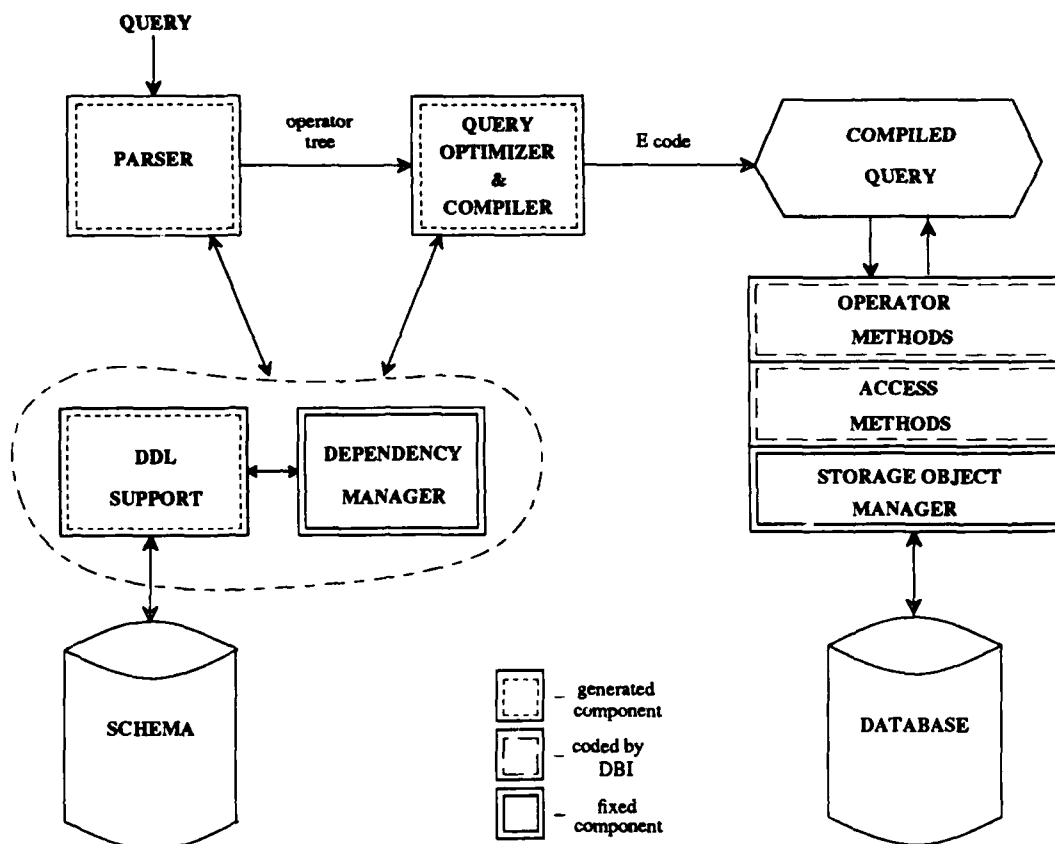 QUERY
PARSER
operator
tree
QUERY
OPTIMIZER
&
COMPILER
E code
COMPILED
QUERY
OPERATOR
METHODS
ACCESS
METHODS
STORAGE OBJECT
MANAGER
DDL
SUPPORT
DEPENDENCY
MANAGER
SCHEMA
DATABASE
– generated
component
– coded by
DBI
– fixed
component